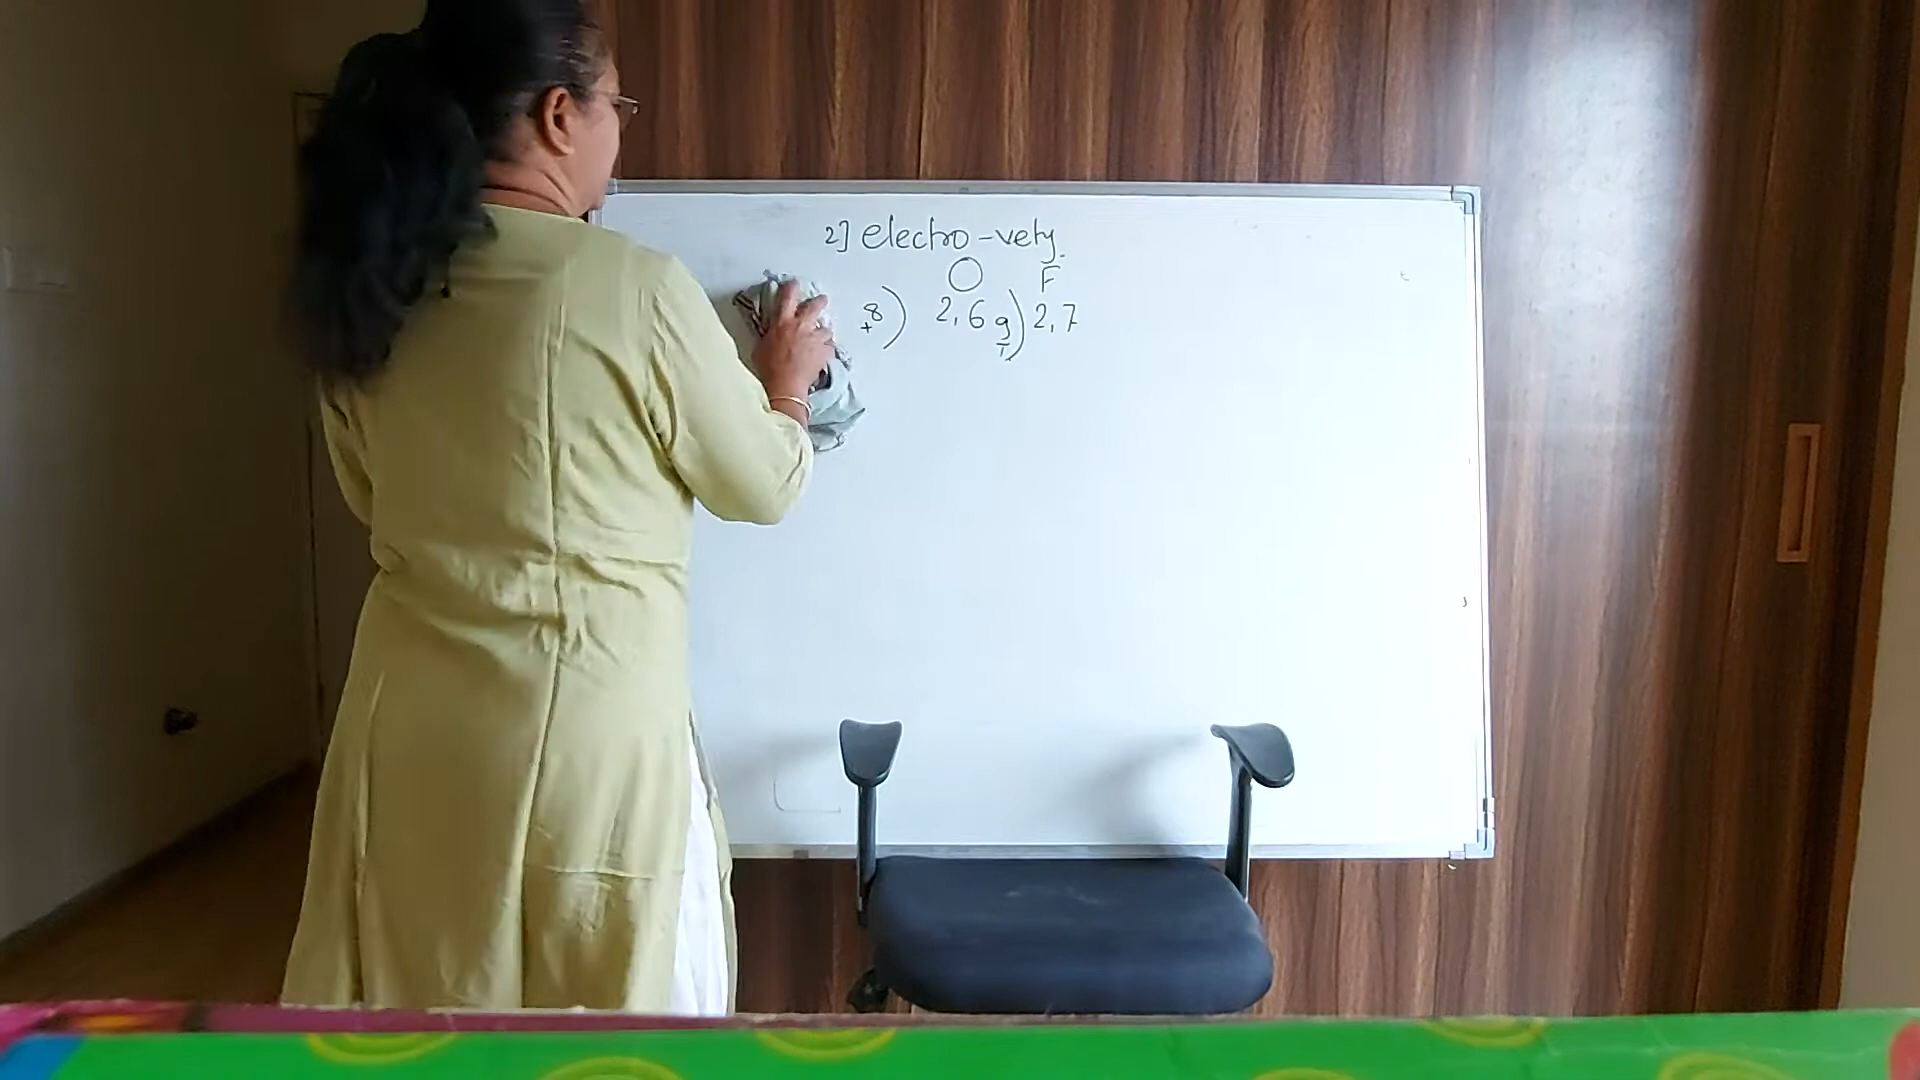 2] electro-vety.
O F
+8) 2,6 +9) 2,7